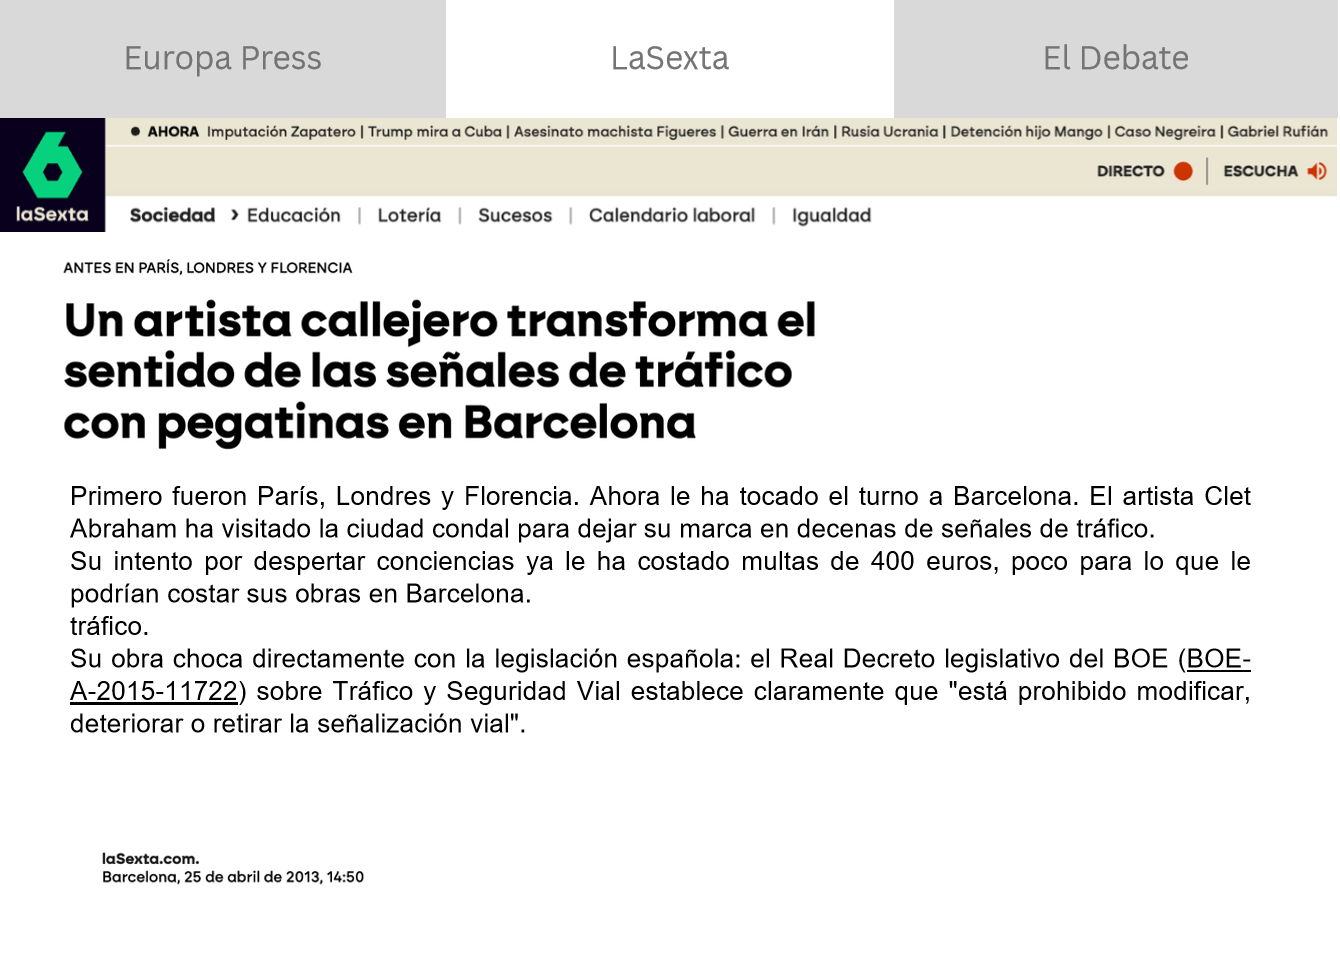 Europa Press
LaSexta
El Debate
AHORA Imputación Zapatero | Trump mira a Cuba | Asesinato machista Figueres | Guerra en Irán | Rusia Ucrania | Detención hijo Mango | Caso Negreira | Gabriel Rufián
DIRECTO
ESCUCHA
laSexta
Sociedad › Educación | Lotería | Sucesos | Calendario laboral | Igualdad
ANTES EN PARÍS, LONDRES Y FLORENCIA
Un artista callejero transforma el
sentido de las señales de tráfico
con pegatinas en Barcelona
Primero fueron París, Londres y Florencia. Ahora le ha tocado el turno a Barcelona. El artista Clet
Abraham ha visitado la ciudad condal para dejar su marca en decenas de señales de tráfico.
Su intento por despertar conciencias ya le ha costado multas de 400 euros, poco para lo que le
podrían costar sus obras en Barcelona.
tráfico.
Su obra choca directamente con la legislación española: el Real Decreto legislativo del BOE (BOE-
A-2015-11722) sobre Tráfico y Seguridad Vial establece claramente que "está prohibido modificar,
deteriorar o retirar la señalización vial".
laSexta.com.
Barcelona, 25 de abril de 2013, 14:50